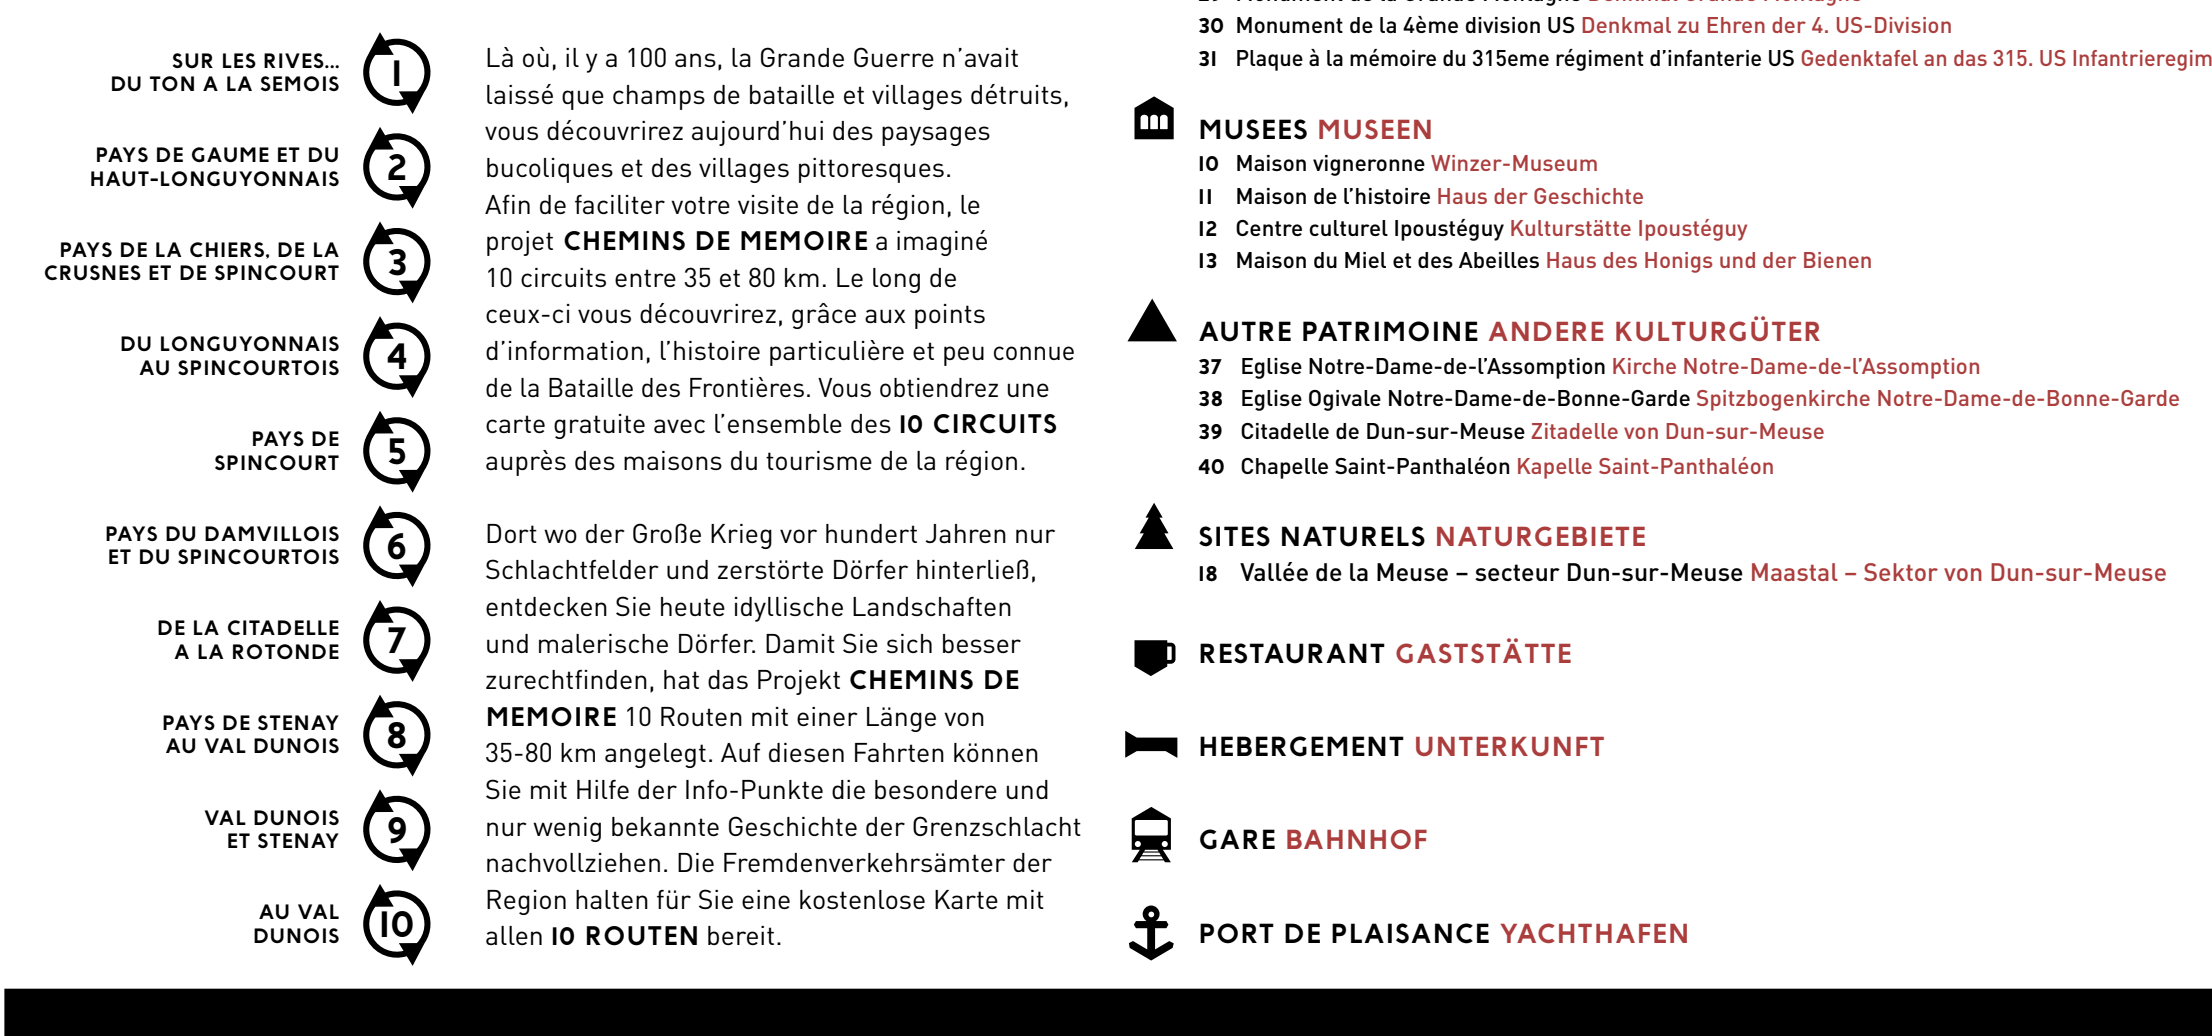 SUR LES RIVES...
DU TON A LA SEMOIS
1
PAYS DE GAUME ET DU
HAUT-LONGUYONNAIS
2
PAYS DE LA CHIERS, DE LA
CRUSNES ET DE SPINCOURT
3
DU LONGUYONNAIS
AU SPINCOURTOIS
4
PAYS DE
SPINCOURT
5
PAYS DU DAMVILLOIS
ET DU SPINCOURTOIS
6
DE LA CITADELLE
A LA ROTONDE
7
PAYS DE STENAY
AU VAL DUNOIS
8
VAL DUNOIS
ET STENAY
9
AU VAL
DUNOIS
10
Là où, il y a 100 ans, la Grande Guerre n’avait
laissé que champs de bataille et villages détruits,
vous découvrirez aujourd’hui des paysages
bucoliques et des villages pittoresques.
Afin de faciliter votre visite de la région, le
projet CHEMINS DE MEMOIRE a imaginé
10 circuits entre 35 et 80 km. Le long de
ceux-ci vous découvrirez, grâce aux points
d’information, l’histoire particulière et peu connue
de la Bataille des Frontières. Vous obtiendrez une
carte gratuite avec l’ensemble des 10 CIRCUITS
auprès des maisons du tourisme de la région.
Dort wo der Große Krieg vor hundert Jahren nur
Schlachtfelder und zerstörte Dörfer hinterließ,
entdecken Sie heute idyllische Landschaften
und malerische Dörfer. Damit Sie sich besser
zurechtfinden, hat das Projekt CHEMINS DE
MEMOIRE 10 Routen mit einer Länge von
35-80 km angelegt. Auf diesen Fahrten können
Sie mit Hilfe der Info-Punkte die besondere und
nur wenig bekannte Geschichte der Grenzschlacht
nachvollziehen. Die Fremdenverkehrsämter der
Region halten für Sie eine kostenlose Karte mit
allen 10 ROUTEN bereit.
30 Monument de la 4ème division US Denkmal zu Ehren der 4. US-Division
31 Plaque à la mémoire du 315eme régiment d’infanterie US Gedenktafel an das 315. US Infantrieregim
MUSEES MUSEEN
10 Maison vigneronne Winzer-Museum
11 Maison de l’histoire Haus der Geschichte
12 Centre culturel Ipoustéguy Kulturstätte Ipoustéguy
13 Maison du Miel et des Abeilles Haus des Honigs und der Bienen
AUTRE PATRIMOINE ANDERE KULTURGÜTER
37 Eglise Notre-Dame-de-l’Assomption Kirche Notre-Dame-de-l’Assomption
38 Eglise Ogivale Notre-Dame-de-Bonne-Garde Spitzbogenkirche Notre-Dame-de-Bonne-Garde
39 Citadelle de Dun-sur-Meuse Zitadelle von Dun-sur-Meuse
40 Chapelle Saint-Panthaléon Kapelle Saint-Panthaléon
SITES NATURELS NATURGEBIETE
18 Vallée de la Meuse – secteur Dun-sur-Meuse Maastal – Sektor von Dun-sur-Meuse
RESTAURANT GASTSTÄTTE
HEBERGEMENT UNTERKUNFT
GARE BAHNHOF
PORT DE PLAISANCE YACHTHAFEN